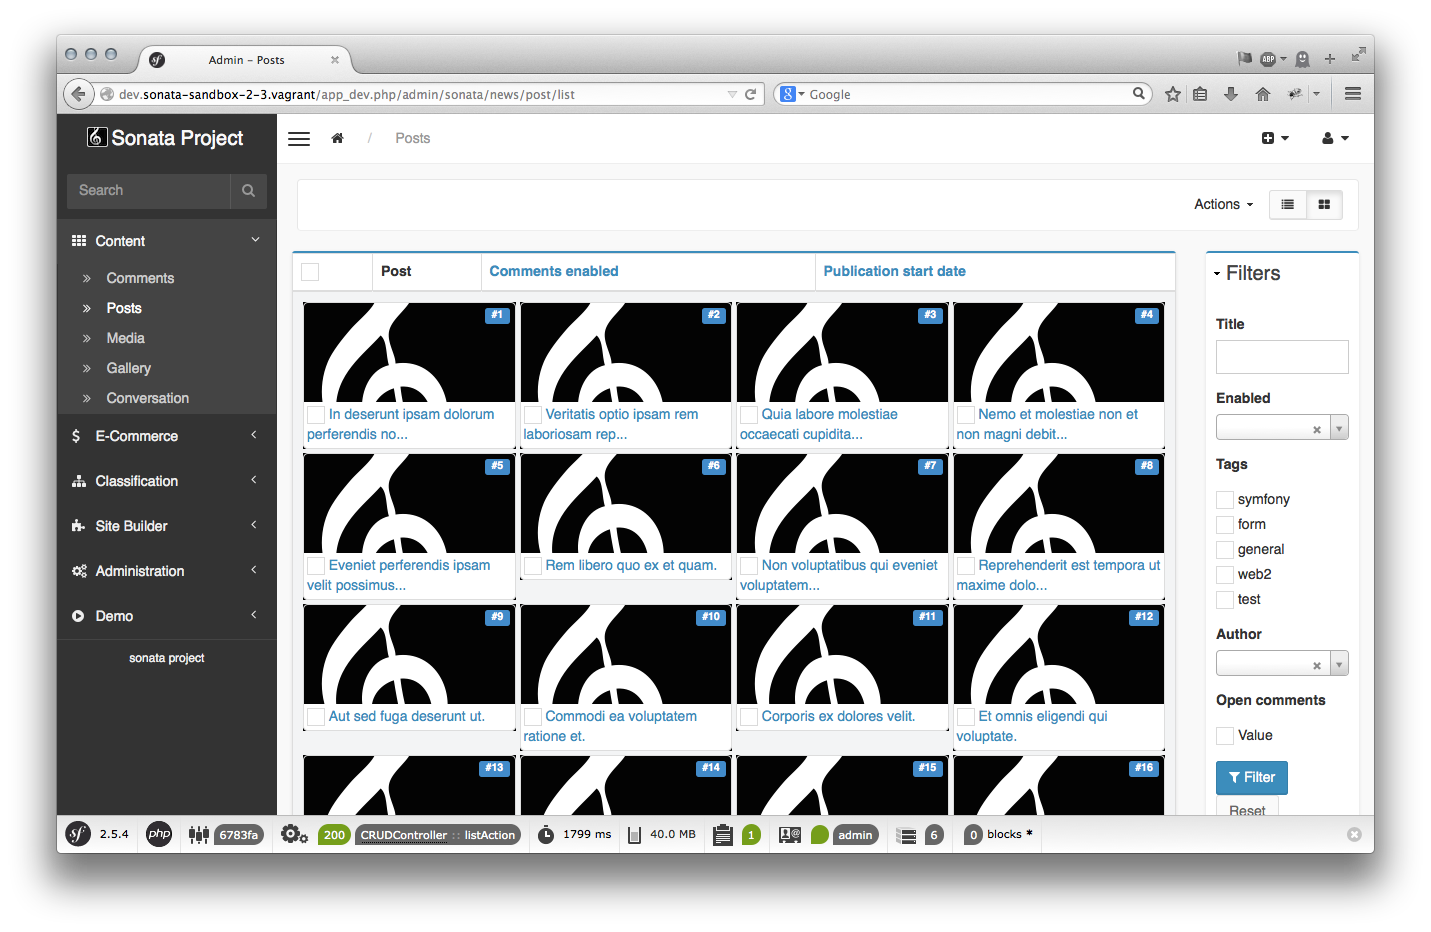 Admin – Posts
ABP
dev.sonata-sandbox-2-3.vagrant/app_dev.php/admin/sonata/news/post/list
Google
Sonata Project
/
Posts
Search
Actions
Content
Comments
Posts
Media
Gallery
Conversation
E-Commerce
Classification
Site Builder
Administration
Demo
sonata project
Post
Comments enabled
Publication start date
#1
In deserunt ipsam dolorum
perferendis no...
#2
Veritatis optio ipsam rem
laboriosam rep...
#3
Quia labore molestiae
occaecati cupidita...
#4
Nemo et molestiae non et
non magni debit...
#5
Eveniet perferendis ipsam
velit possimus...
#6
Rem libero quo ex et quam.
#7
Non voluptatibus qui eveniet
voluptatem...
#8
Reprehenderit est tempora ut
maxime dolo...
#9
Aut sed fuga deserunt ut.
#10
Commodi ea voluptatem
ratione et.
#11
Corporis ex dolores velit.
#12
Et omnis eligendi qui
voluptate.
#13
#14
#15
#16
Filters
Title
Enabled
Tags
symfony
form
general
web2
test
Author
Open comments
Value
Filter
Reset
sf 2.5.4 php 6783fa 200 CRUDController :: listAction 1799 ms 40.0 MB 1 admin 6 0 blocks *